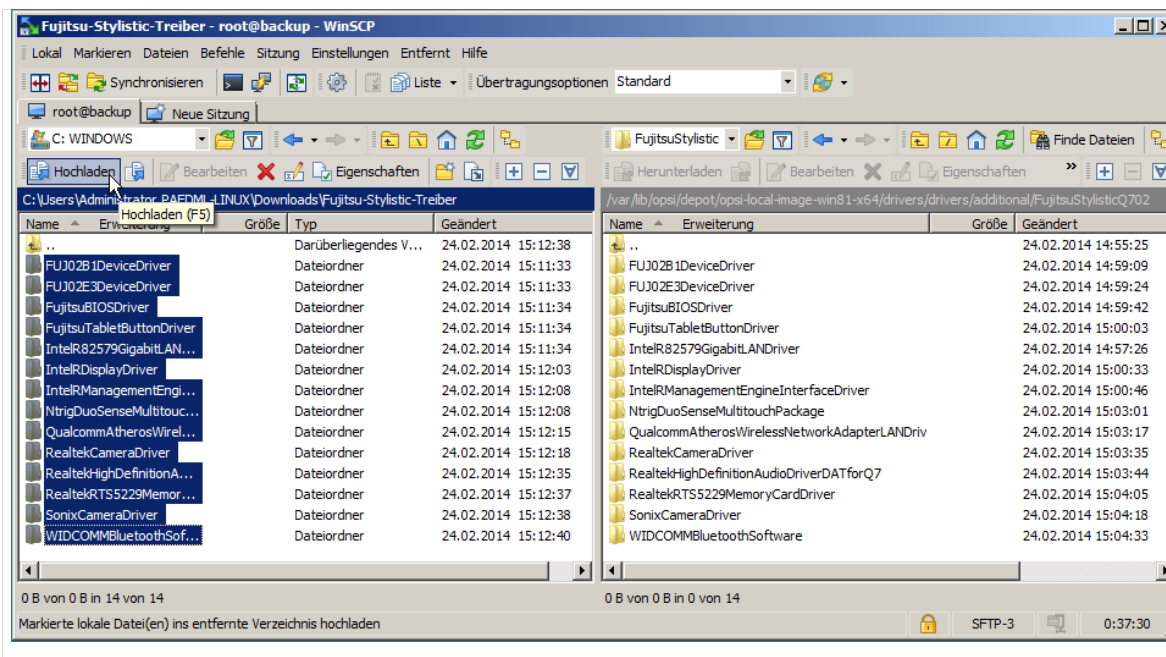 Fujitsu-Stylistic-Treiber - root@backup - WinSCP
Lokal Markieren Dateien Befehle Sitzung Einstellungen Entfernt Hilfe
Synchronisieren Liste Übertragungsoptionen Standard
root@backup Neue Sitzung
C: WINDOWS FujitsuStylistic Finde Dateien
Hochladen Bearbeiten Eigenschaften Herunterladen Bearbeiten Eigenschaften »
C:\Users\Administrator.PAEDML-LINUX\Downloads\Fujitsu-Stylistic-Treiber /var/lib/opsi/depot/opsi-local-image-win81-x64/drivers/drivers/additional/FujitsuStylisticQ702
Hochladen (F5)
Name Erweiterung Größe Typ Geändert Name Erweiterung Größe Geändert
.. Darüberliegendes V... 24.02.2014 15:12:38 .. 24.02.2014 14:55:25
FUJ02B1DeviceDriver Dateiordner 24.02.2014 15:11:33 FUJ02B1DeviceDriver 24.02.2014 14:59:09
FUJ02E3DeviceDriver Dateiordner 24.02.2014 15:11:33 FUJ02E3DeviceDriver 24.02.2014 14:59:24
FujitsuBIOSDriver Dateiordner 24.02.2014 15:11:34 FujitsuBIOSDriver 24.02.2014 14:59:42
FujitsuTabletButtonDriver Dateiordner 24.02.2014 15:11:34 FujitsuTabletButtonDriver 24.02.2014 15:00:03
IntelR82579GigabitLAN... Dateiordner 24.02.2014 15:11:34 IntelR82579GigabitLANDriver 24.02.2014 14:57:26
IntelRDisplayDriver Dateiordner 24.02.2014 15:12:03 IntelRDisplayDriver 24.02.2014 15:00:33
IntelRManagementEngi... Dateiordner 24.02.2014 15:12:08 IntelRManagementEngineInterfaceDriver 24.02.2014 15:00:46
NtrigDuoSenseMultitouc... Dateiordner 24.02.2014 15:12:08 NtrigDuoSenseMultitouchPackage 24.02.2014 15:03:01
QualcommAtherosWirel... Dateiordner 24.02.2014 15:12:15 QualcommAtherosWirelessNetworkAdapterLANDriv 24.02.2014 15:03:17
RealtekCameraDriver Dateiordner 24.02.2014 15:12:18 RealtekCameraDriver 24.02.2014 15:03:35
RealtekHighDefinitionA... Dateiordner 24.02.2014 15:12:35 RealtekHighDefinitionAudioDriverDATforQ7 24.02.2014 15:03:44
RealtekRTS5229Memor... Dateiordner 24.02.2014 15:12:37 RealtekRTS5229MemoryCardDriver 24.02.2014 15:04:05
SonixCameraDriver Dateiordner 24.02.2014 15:12:38 SonixCameraDriver 24.02.2014 15:04:18
WIDCOMMBluetoothSof... Dateiordner 24.02.2014 15:12:40 WIDCOMMBluetoothSoftware 24.02.2014 15:04:33
0 B von 0 B in 14 von 14 0 B von 0 B in 0 von 14
Markierte lokale Datei(en) ins entfernte Verzeichnis hochladen SFTP-3 0:37:30